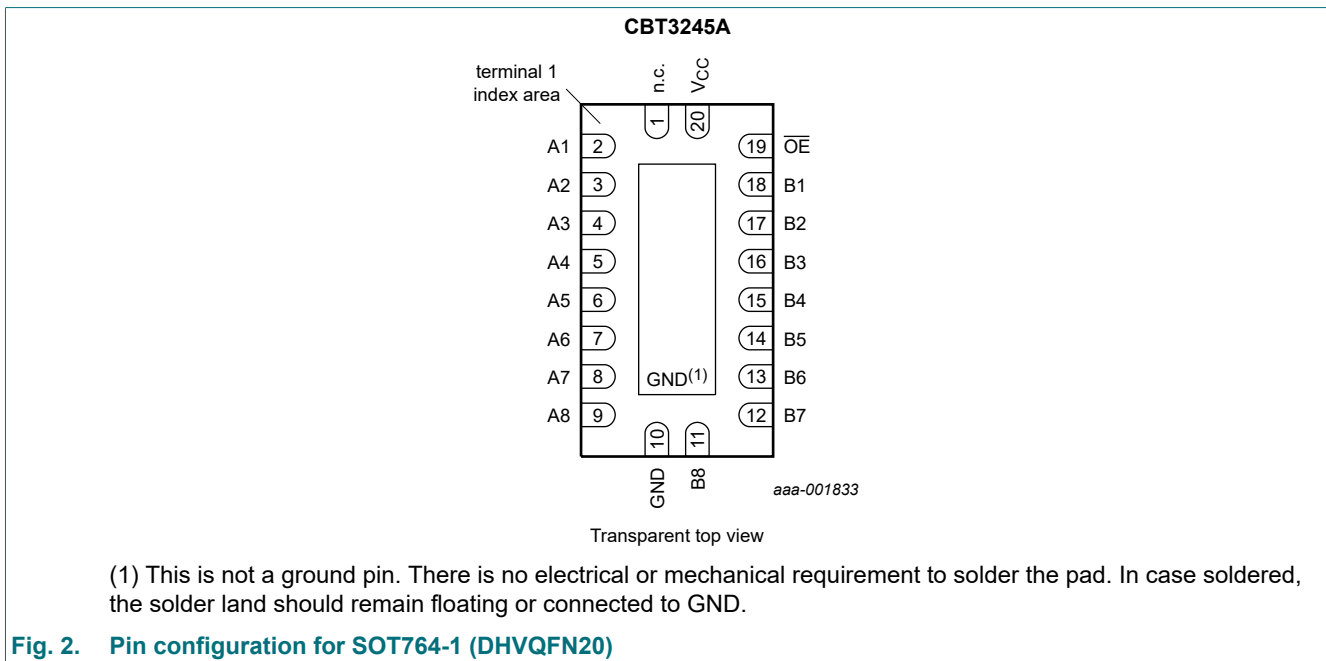 CBT3245A
terminal 1
index area
n.c.
VCC
1
20
A1 2 19 OE
A2 3 18 B1
A3 4 17 B2
A4 5 16 B3
A5 6 15 B4
A6 7 14 B5
A7 8 GND(1) 13 B6
A8 9 12 B7
10 11
GND B8
aaa-001833
Transparent top view
(1) This is not a ground pin. There is no electrical or mechanical requirement to solder the pad. In case soldered,
the solder land should remain floating or connected to GND.
Fig. 2. Pin configuration for SOT764-1 (DHVQFN20)